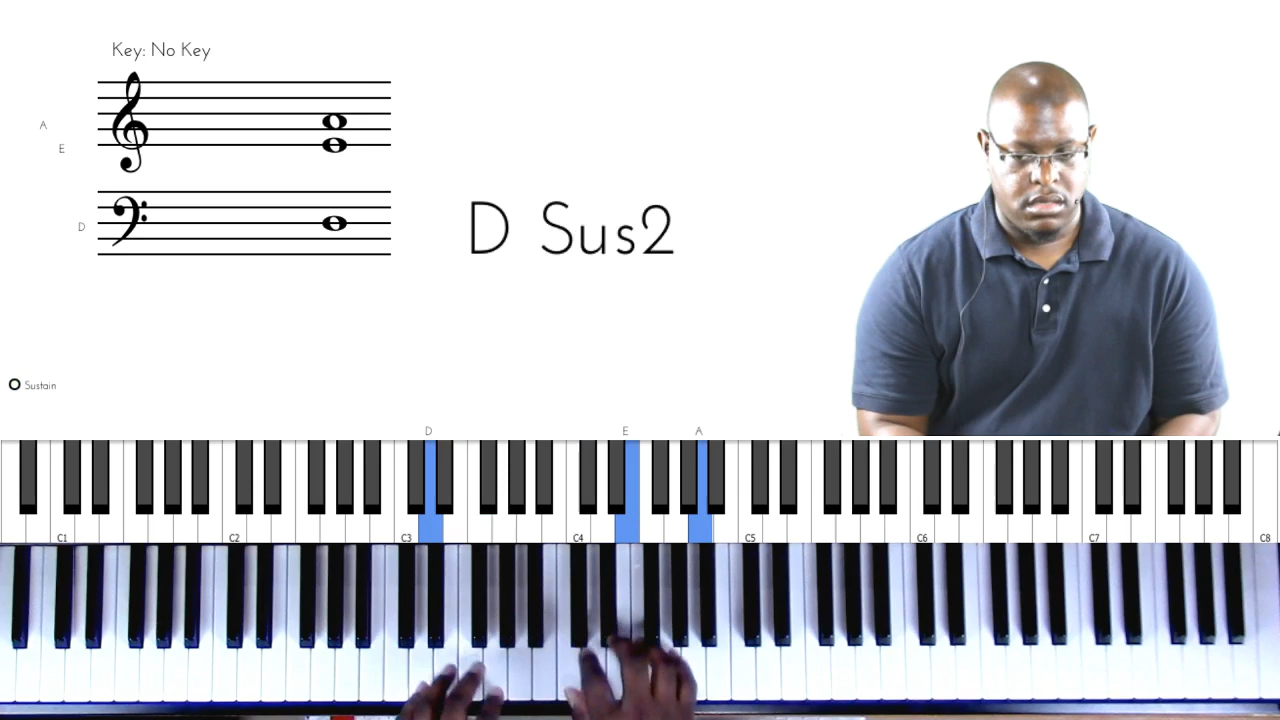 Key: No Key
A
E
D
D Sus2
Sustain
D E A
C1 C2 C3 C4 C5 C6 C7 C8